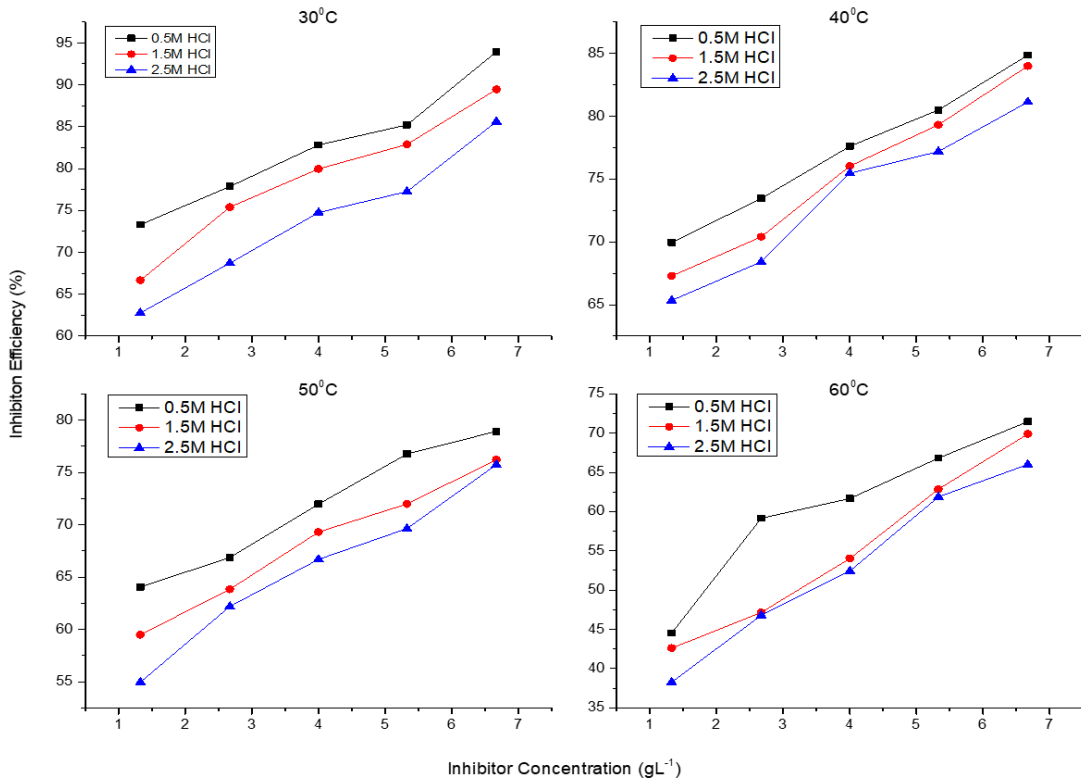 30⁰C
0.5M HCl
1.5M HCl
2.5M HCl
95
90
85
80
75
70
65
60
1 2 3 4 5 6 7
40⁰C
0.5M HCl
1.5M HCl
2.5M HCl
85
80
75
70
65
1 2 3 4 5 6 7
Inhibiton Efficiency (%)
50⁰C
0.5M HCl
1.5M HCl
2.5M HCl
80
75
70
65
60
55
1 2 3 4 5 6 7
60⁰C
0.5M HCl
1.5M HCl
2.5M HCl
75
70
65
60
55
50
45
40
35
1 2 3 4 5 6 7
Inhibitor Concentration (gL⁻¹)